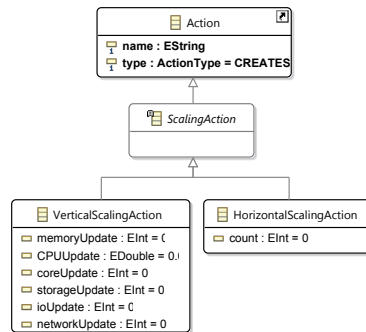 Action
name : EString
type : ActionType = CREATES
ScalingAction
VerticalScalingAction
memoryUpdate : EInt = 0
CPUUpdate : EDouble = 0.
coreUpdate : EInt = 0
storageUpdate : EInt = 0
ioUpdate : EInt = 0
networkUpdate : EInt = 0
HorizontalScalingAction
count : EInt = 0